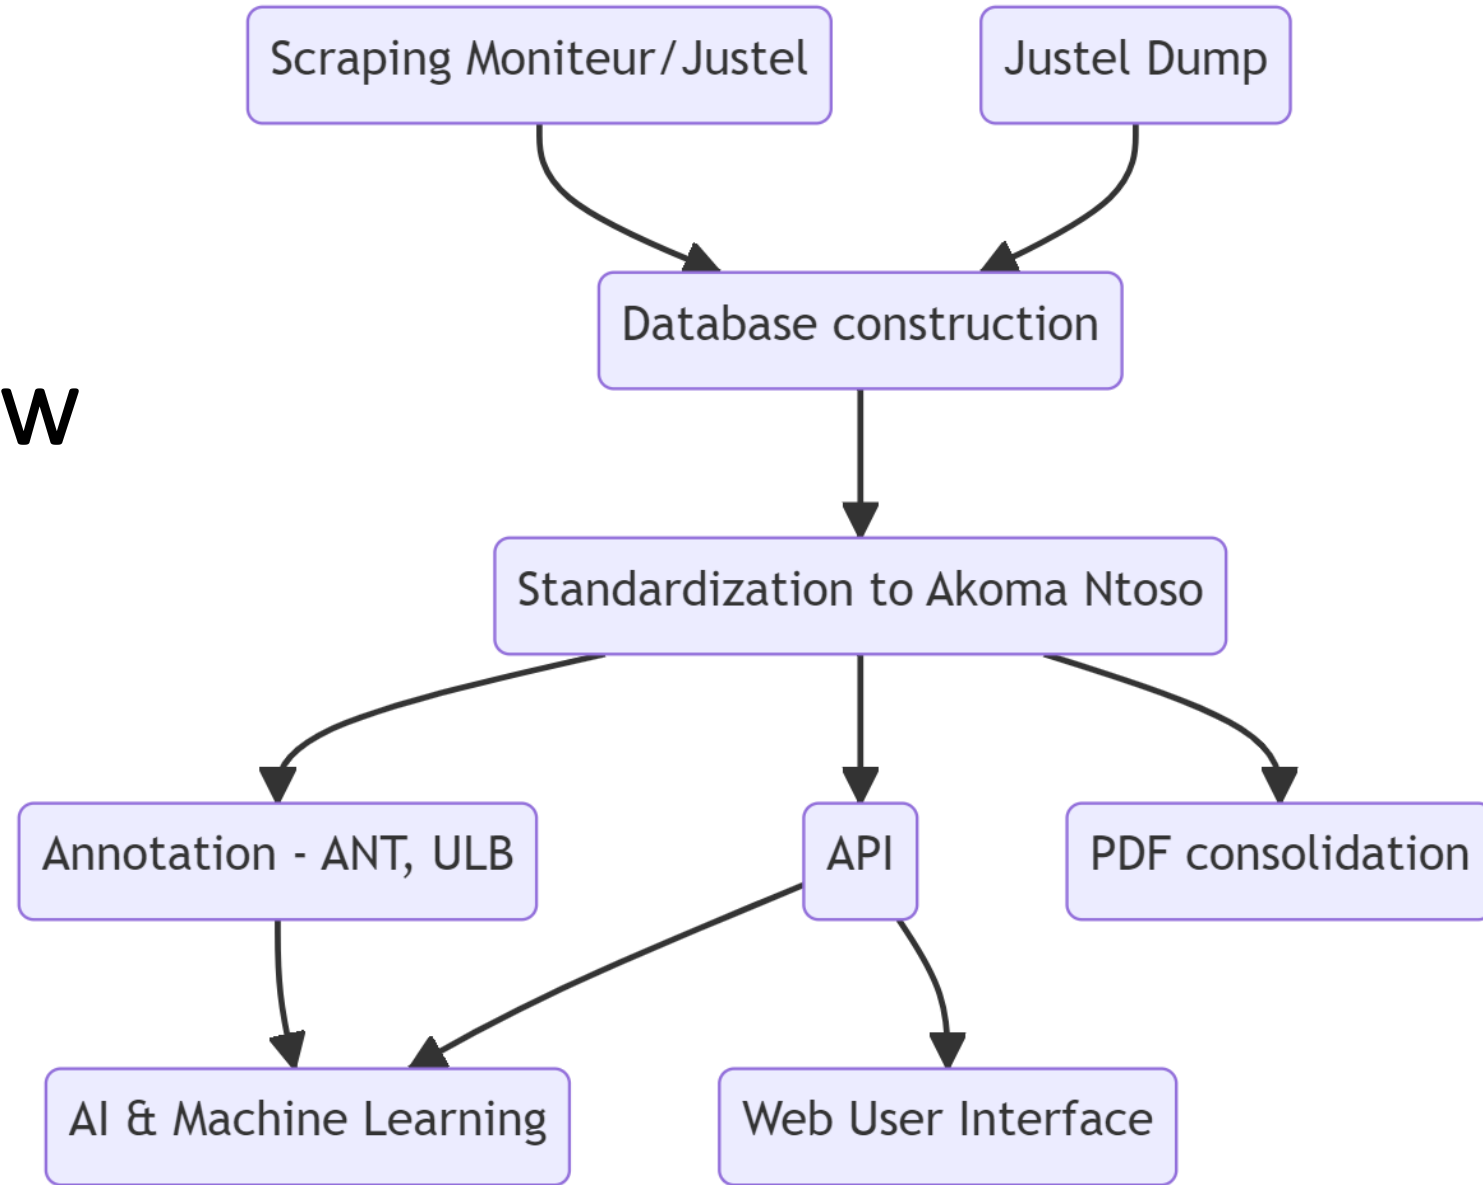 Scraping Moniteur/Justel
Justel Dump
Database construction
w
Standardization to Akoma Ntoso
Annotation - ANT, ULB
API
PDF consolidation
AI & Machine Learning
Web User Interface